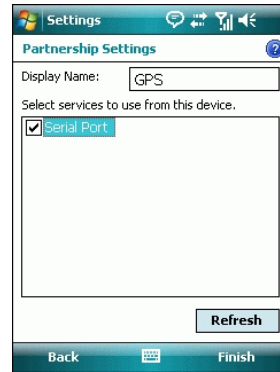 Settings
Partnership Settings
Display Name: GPS
Select services to use from this device.
Serial Port
Refresh
Back Finish